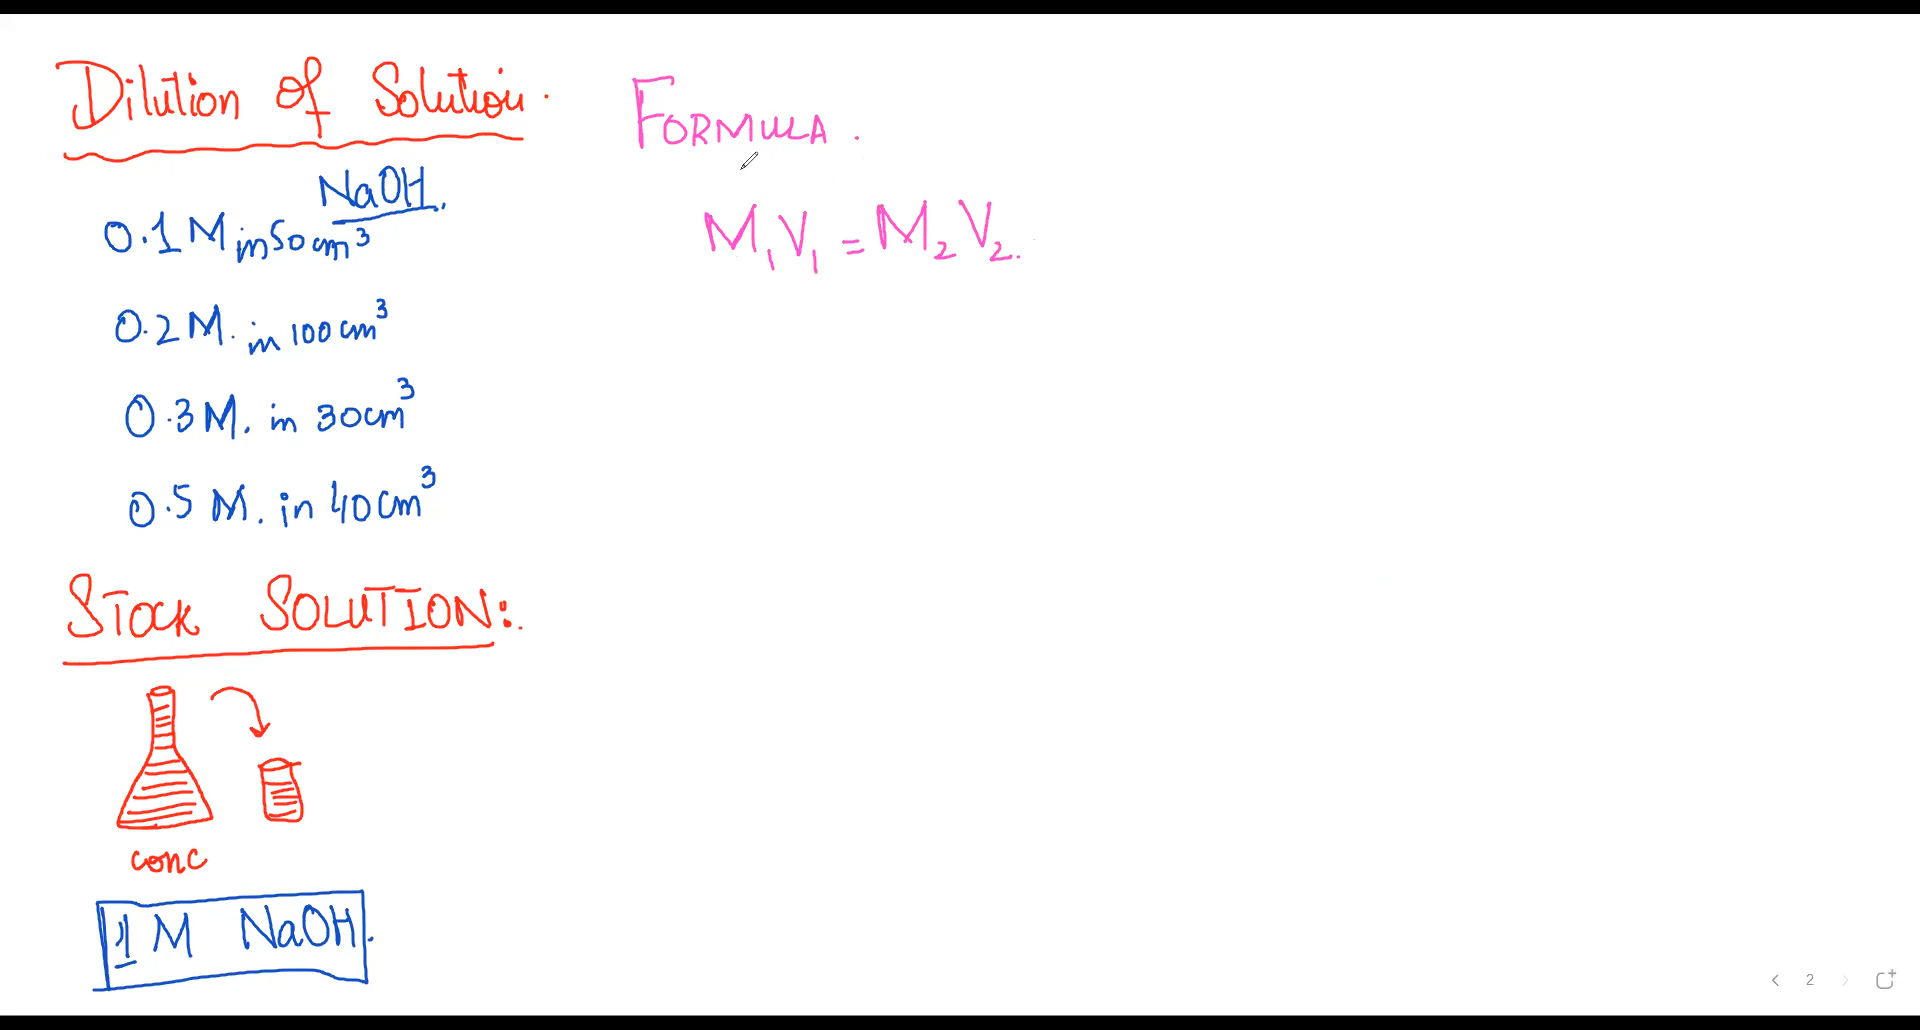 Dilution of Solution.
NaOH.
0.1 M in 50 cm³
0.2 M. in 100 cm³
0.3 M. in 30 cm³
0.5 M. in 40 cm³
STOCK SOLUTION:.
conc
1 M NaOH.
FORMULA.
M₁V₁ = M₂V₂.
2